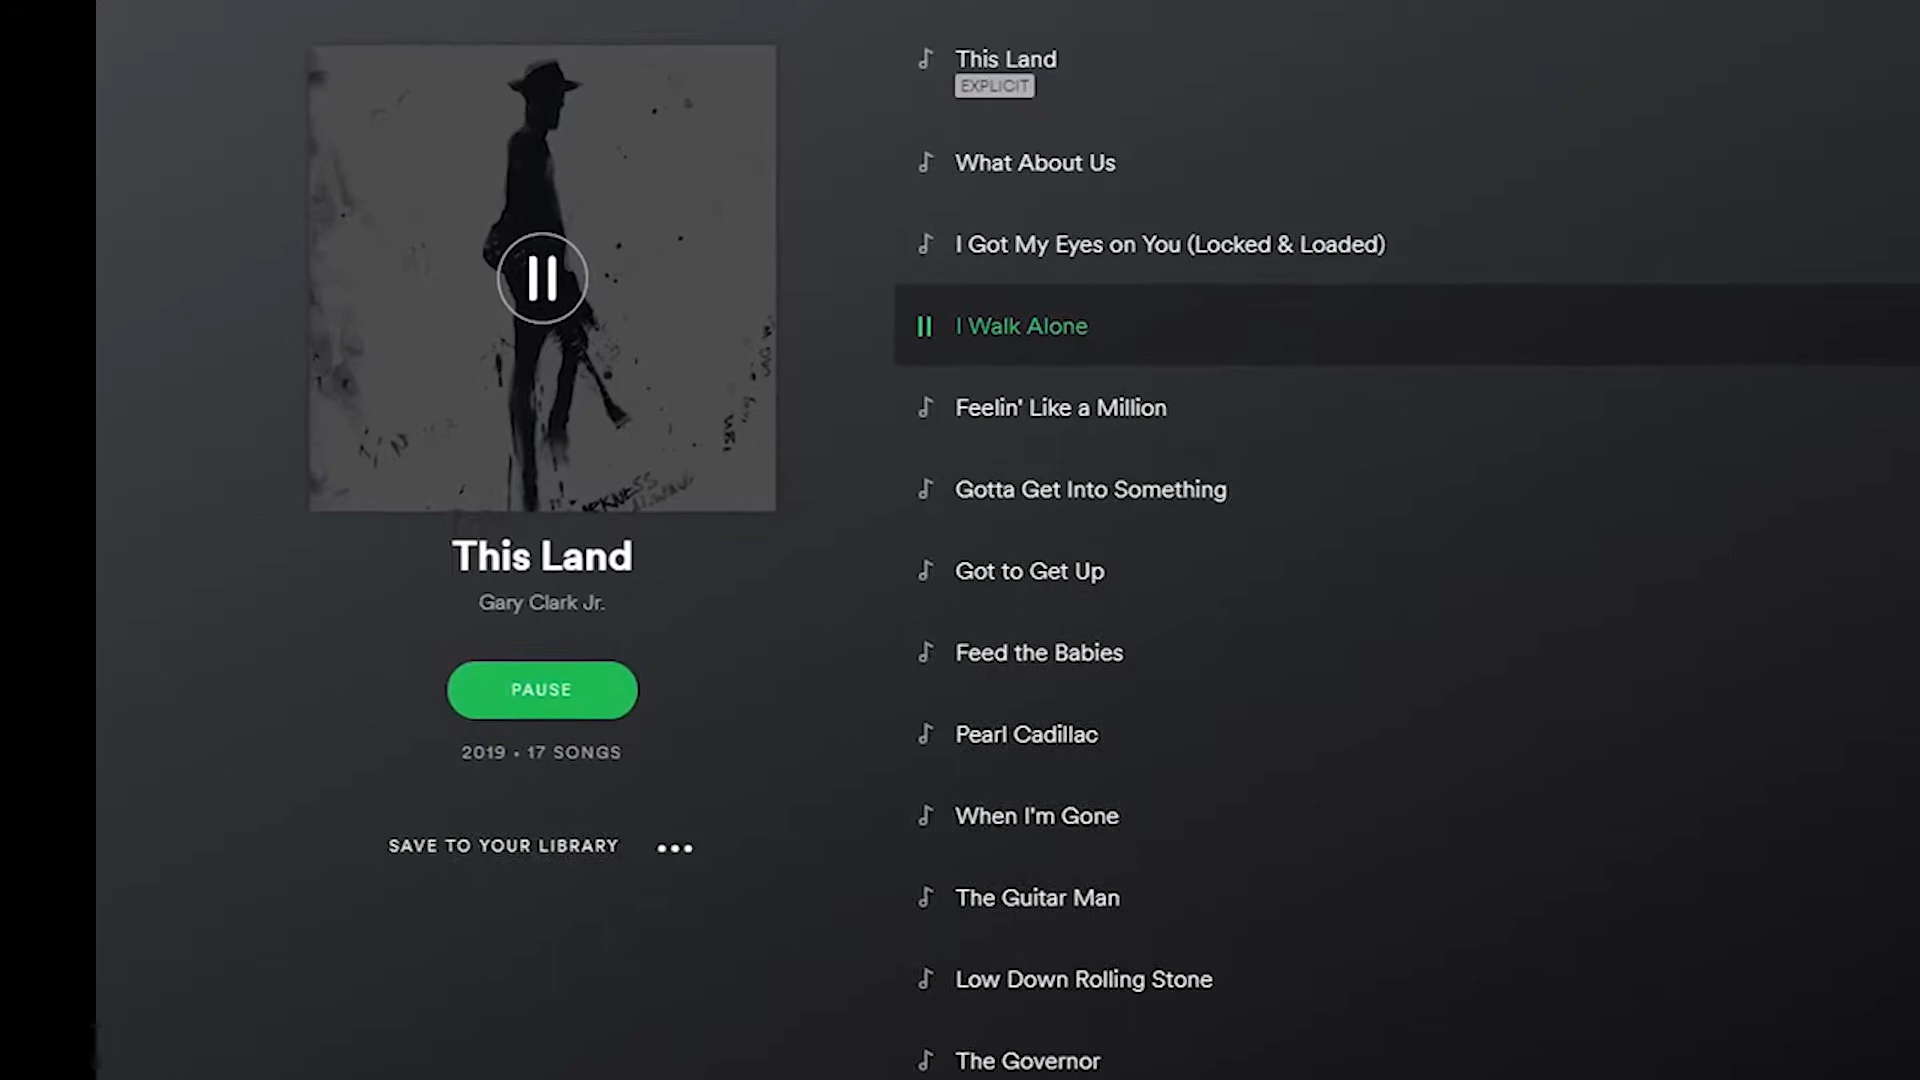 This Land
Gary Clark Jr.
PAUSE
2019 • 17 SONGS
SAVE TO YOUR LIBRARY
This Land
EXPLICIT
What About Us
I Got My Eyes on You (Locked & Loaded)
I Walk Alone
Feelin' Like a Million
Gotta Get Into Something
Got to Get Up
Feed the Babies
Pearl Cadillac
When I'm Gone
The Guitar Man
Low Down Rolling Stone
The Governor